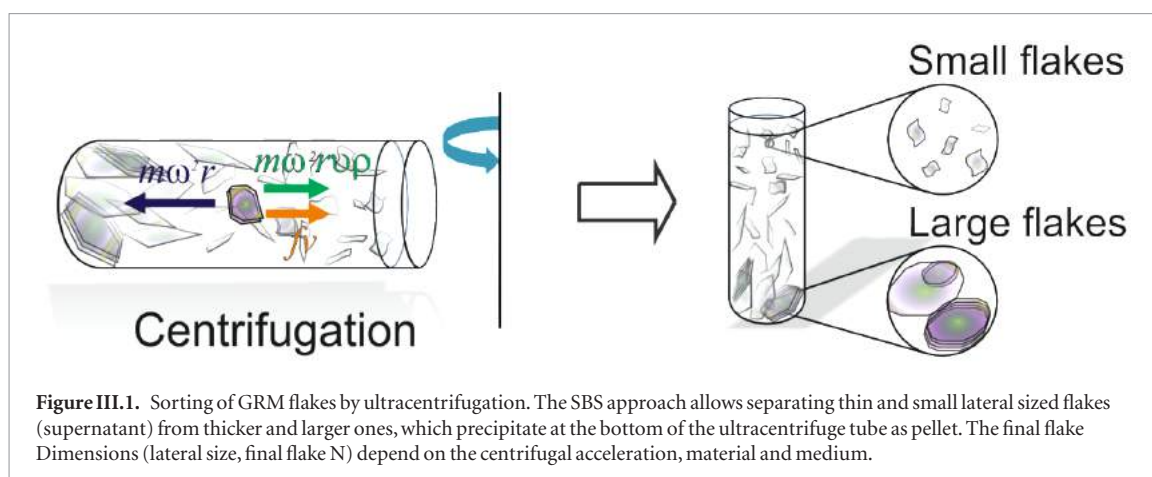 Small flakes
mω²r
mω²rυρ
fv
Large flakes
Centrifugation
Figure III.1. Sorting of GRM flakes by ultracentrifugation. The SBS approach allows separating thin and small lateral sized flakes
(supernatant) from thicker and larger ones, which precipitate at the bottom of the ultracentrifuge tube as pellet. The final flake
Dimensions (lateral size, final flake N) depend on the centrifugal acceleration, material and medium.